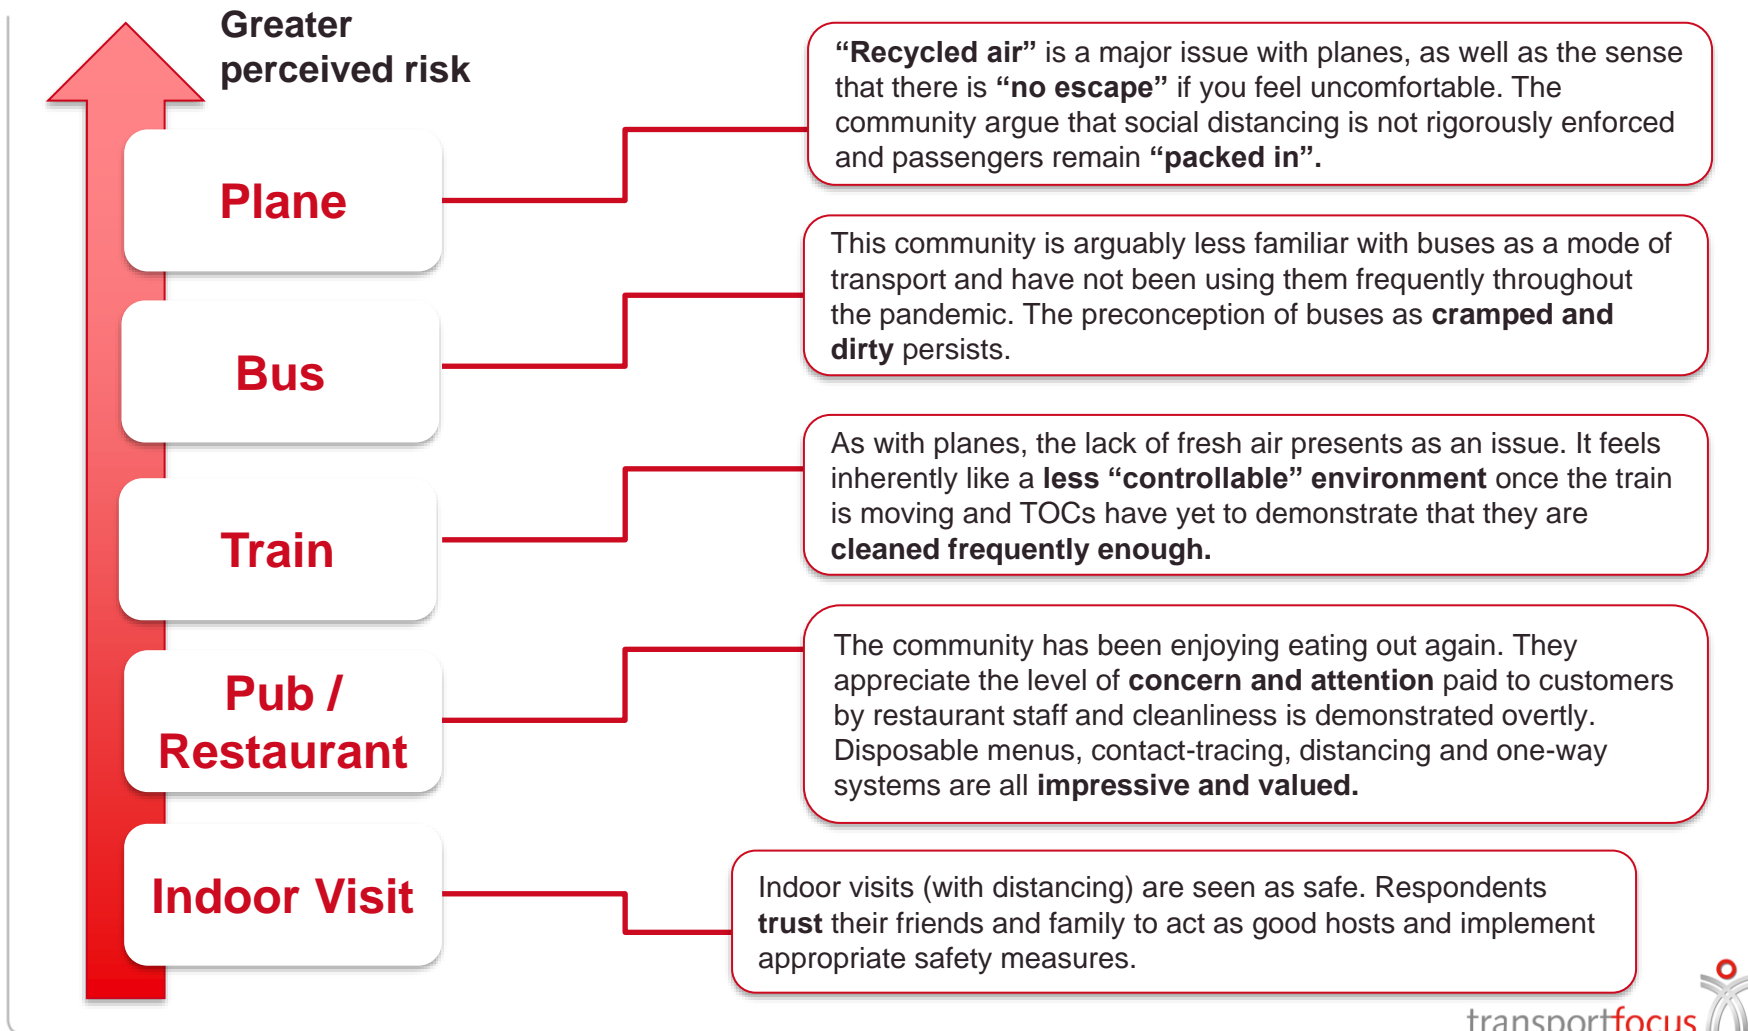 Greater
perceived risk
Plane
“Recycled air” is a major issue with planes, as well as the sense
that there is “no escape” if you feel uncomfortable. The
community argue that social distancing is not rigorously enforced
and passengers remain “packed in”.
Bus
This community is arguably less familiar with buses as a mode of
transport and have not been using them frequently throughout
the pandemic. The preconception of buses as cramped and
dirty persists.
Train
As with planes, the lack of fresh air presents as an issue. It feels
inherently like a less “controllable” environment once the train
is moving and TOCs have yet to demonstrate that they are
cleaned frequently enough.
Pub /
Restaurant
The community has been enjoying eating out again. They
appreciate the level of concern and attention paid to customers
by restaurant staff and cleanliness is demonstrated overtly.
Disposable menus, contact-tracing, distancing and one-way
systems are all impressive and valued.
Indoor Visit
Indoor visits (with distancing) are seen as safe. Respondents
trust their friends and family to act as good hosts and implement
appropriate safety measures.
transportfocus